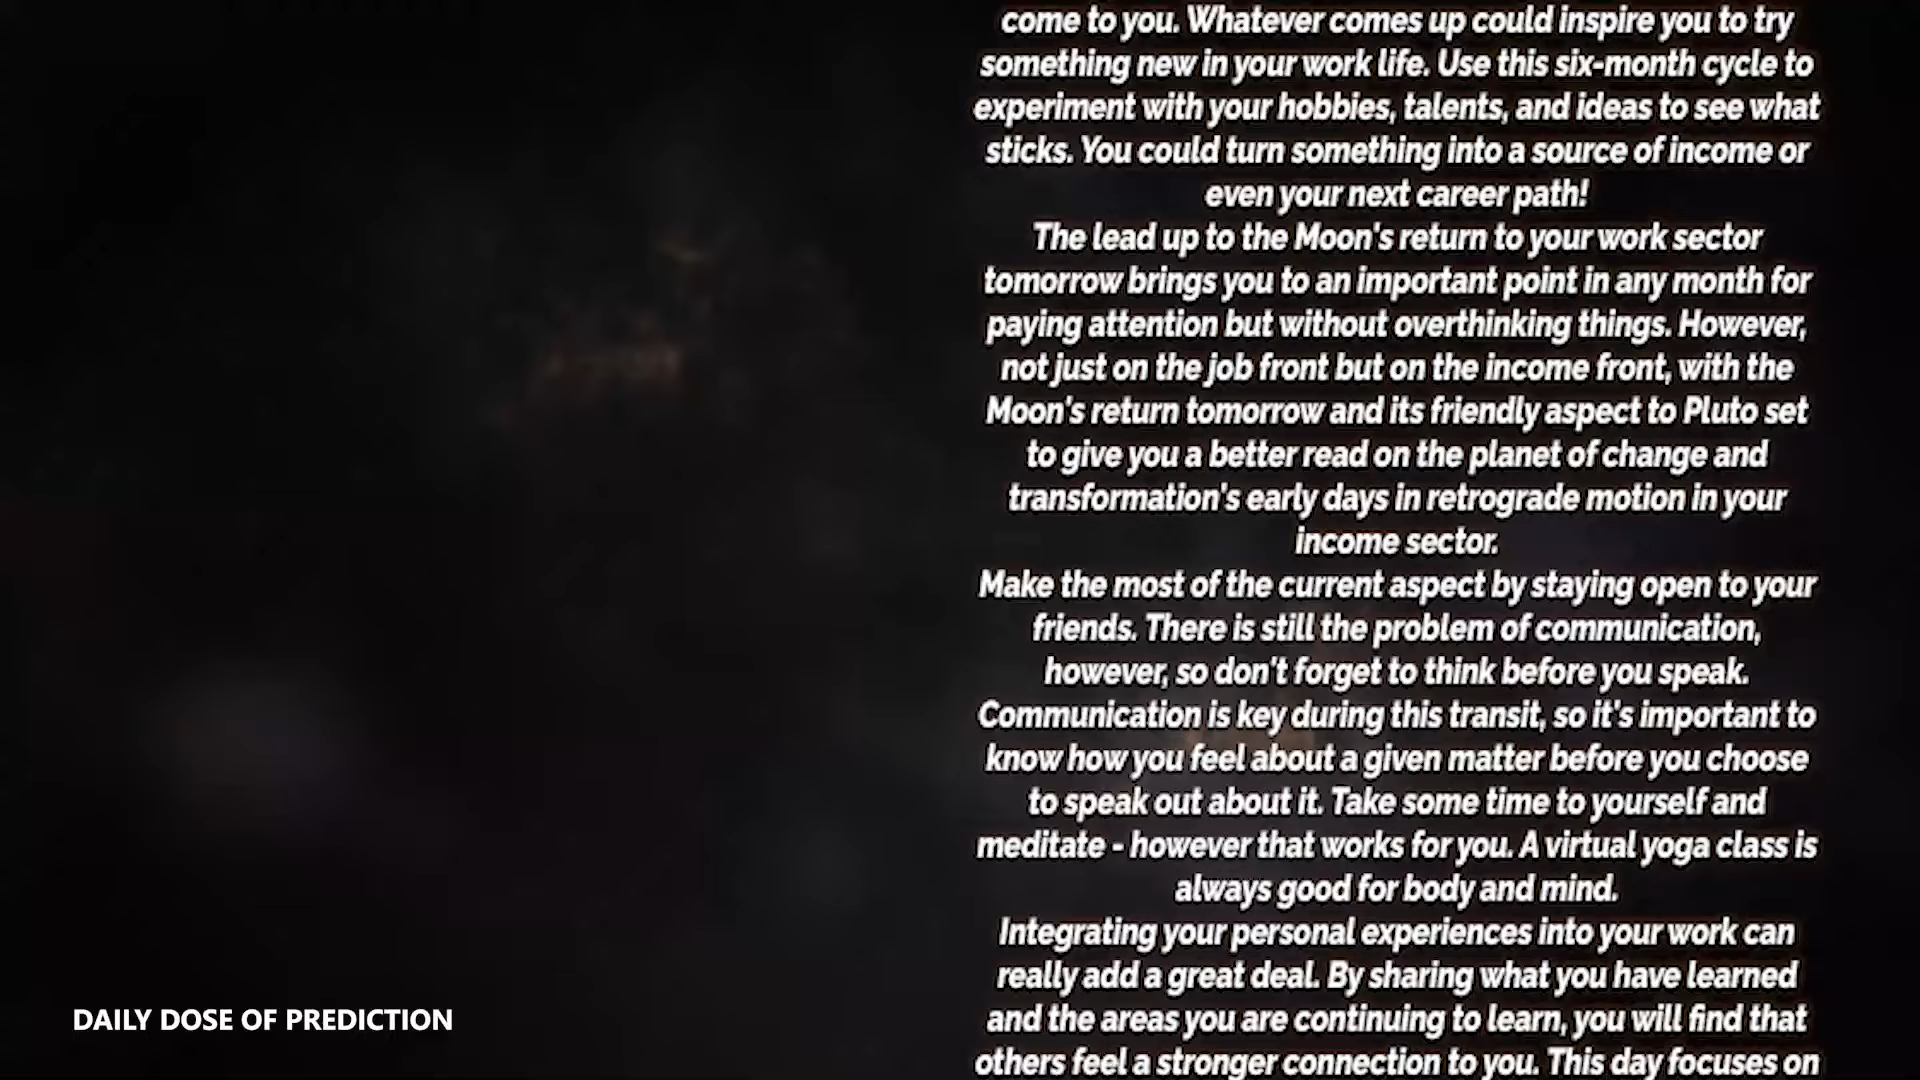 come to you. Whatever comes up could inspire you to try
something new in your work life. Use this six-month cycle to
experiment with your hobbies, talents, and ideas to see what
sticks. You could turn something into a source of income or
even your next career path!
The lead up to the Moon's return to your work sector
tomorrow brings you to an important point in any month for
paying attention but without overthinking things. However,
not just on the job front but on the income front, with the
Moon's return tomorrow and its friendly aspect to Pluto set
to give you a better read on the planet of change and
transformation's early days in retrograde motion in your
income sector.
Make the most of the current aspect by staying open to your
friends. There is still the problem of communication,
however, so don't forget to think before you speak.
Communication is key during this transit, so it's important to
know how you feel about a given matter before you choose
to speak out about it. Take some time to yourself and
meditate - however that works for you. A virtual yoga class is
always good for body and mind.
Integrating your personal experiences into your work can
really add a great deal. By sharing what you have learned
and the areas you are continuing to learn, you will find that
others feel a stronger connection to you. This day focuses on
DAILY DOSE OF PREDICTION